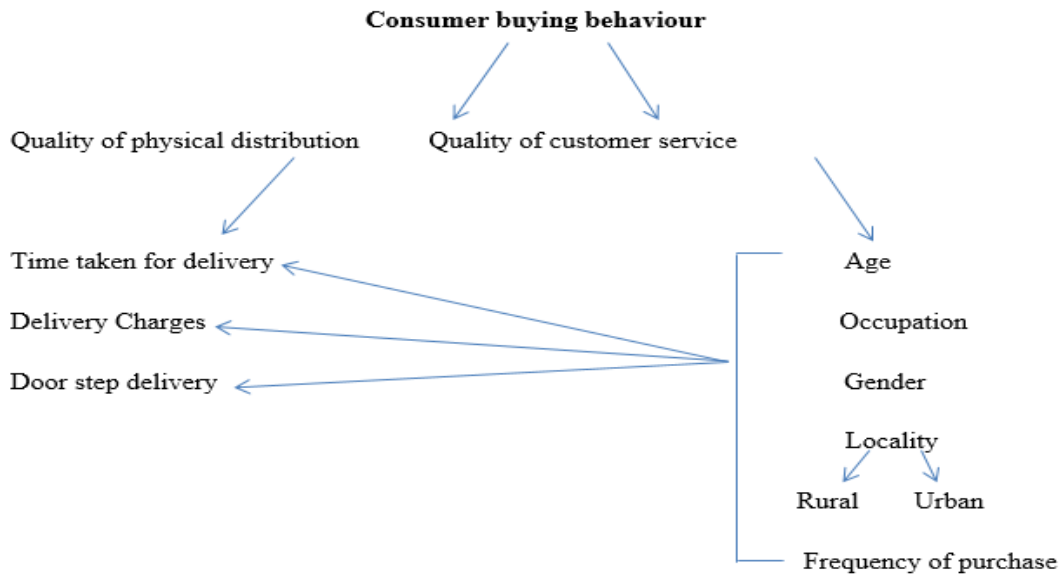 Consumer buying behaviour
Quality of physical distribution
Quality of customer service
Time taken for delivery
Delivery Charges
Door step delivery
Age
Occupation
Gender
Locality
Rural
Urban
Frequency of purchase